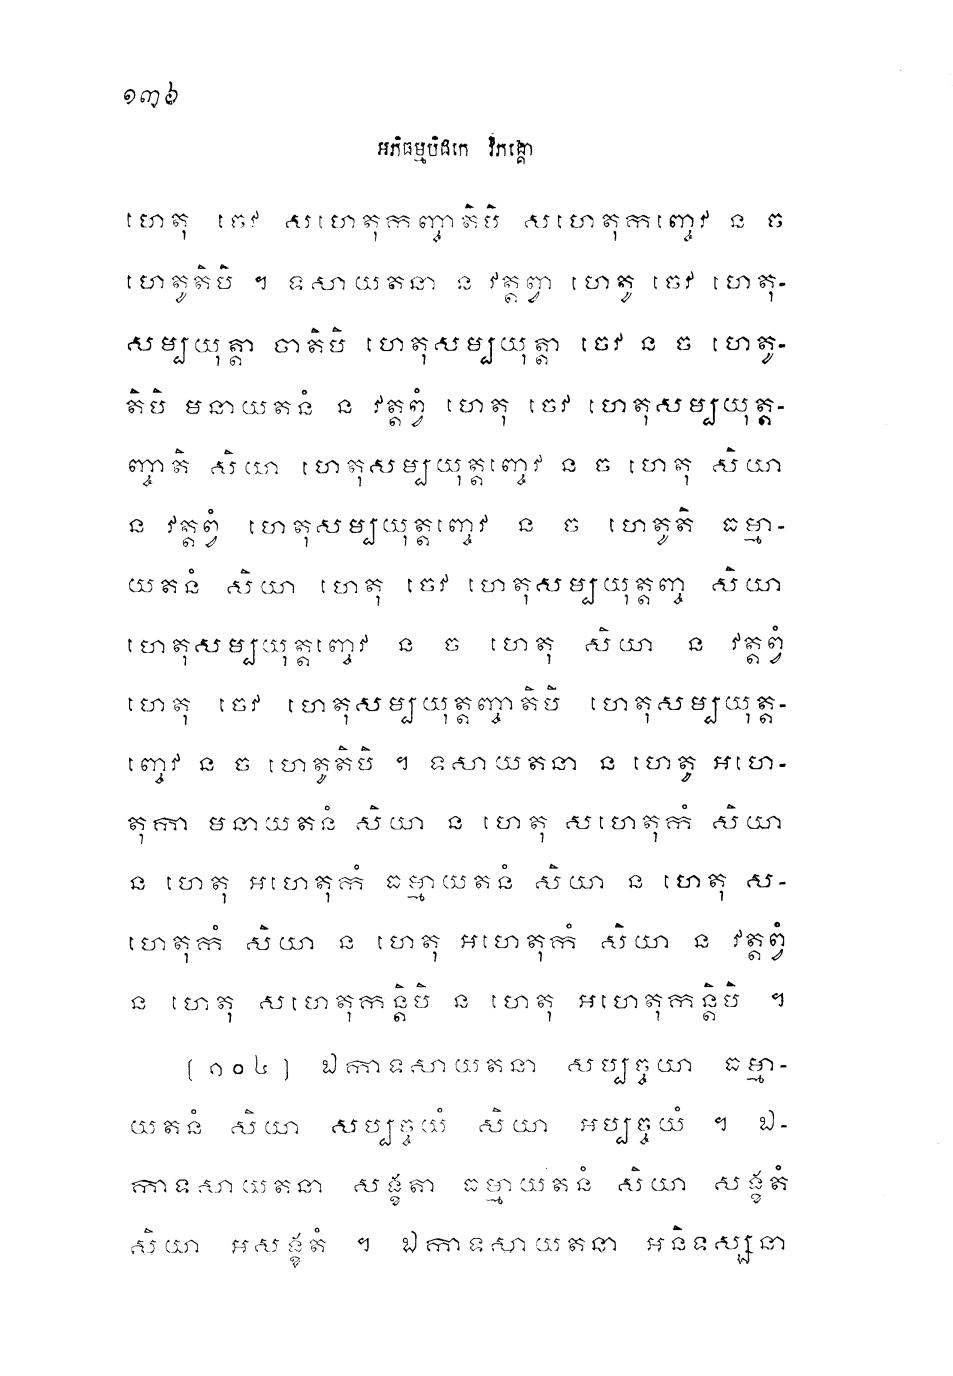 ១៣៦
អភិធម្មបិដកេ វិភង្គោ
ហេតុ ចេវ សហេតុកញ្ចាតិបិ សហេតុកញ្ចេវ ន ច
ហេតូតិបិ ។ ទសាយតនា ន វត្តព្វា ហេតូ ចេវ ហេតុ-
សម្បយុត្តា ចាតិបិ ហេតុសម្បយុត្តា ចេវ ន ច ហេតូ-
តិបិ មនាយតនំ ន វត្តព្វំ ហេតុ ចេវ ហេតុសម្បយុត្ត-
ញ្ចាតិ សិយា ហេតុសម្បយុត្តញ្ចេវ ន ច ហេតុ សិយា
ន វត្តព្វំ ហេតុសម្បយុត្តញ្ចេវ ន ច ហេតូតិ ធម្មា-
យតនំ សិយា ហេតុ ចេវ ហេតុសម្បយុត្តញ្ច សិយា
ហេតុសម្បយុត្តញ្ចេវ ន ច ហេតុ សិយា ន វត្តព្វំ
ហេតុ ចេវ ហេតុសម្បយុត្តញ្ចាតិបិ ហេតុសម្បយុត្ត-
ញ្ចេវ ន ច ហេតូតិបិ ។ ទសាយតនា ន ហេតូ អហេ-
តុកា មនាយតនំ សិយា ន ហេតុ សហេតុកំ សិយា
ន ហេតុ អហេតុកំ ធម្មាយតនំ សិយា ន ហេតុ ស-
ហេតុកំ សិយា ន ហេតុ អហេតុកំ សិយា ន វត្តព្វំ
ន ហេតុ សហេតុកន្តិបិ ន ហេតុ អហេតុកន្តិបិ ។
[១០៤] ឯកាទសាយតនា សប្បច្ចយា ធម្មា-
យតនំ សិយា សប្បច្ចយំ សិយា អប្បច្ចយំ ។ ឯ-
កាទសាយតនា សង្ខតា ធម្មាយតនំ សិយា សង្ខតំ
សិយា អសង្ខតំ ។ ឯកាទសាយតនា អនិទស្សនា